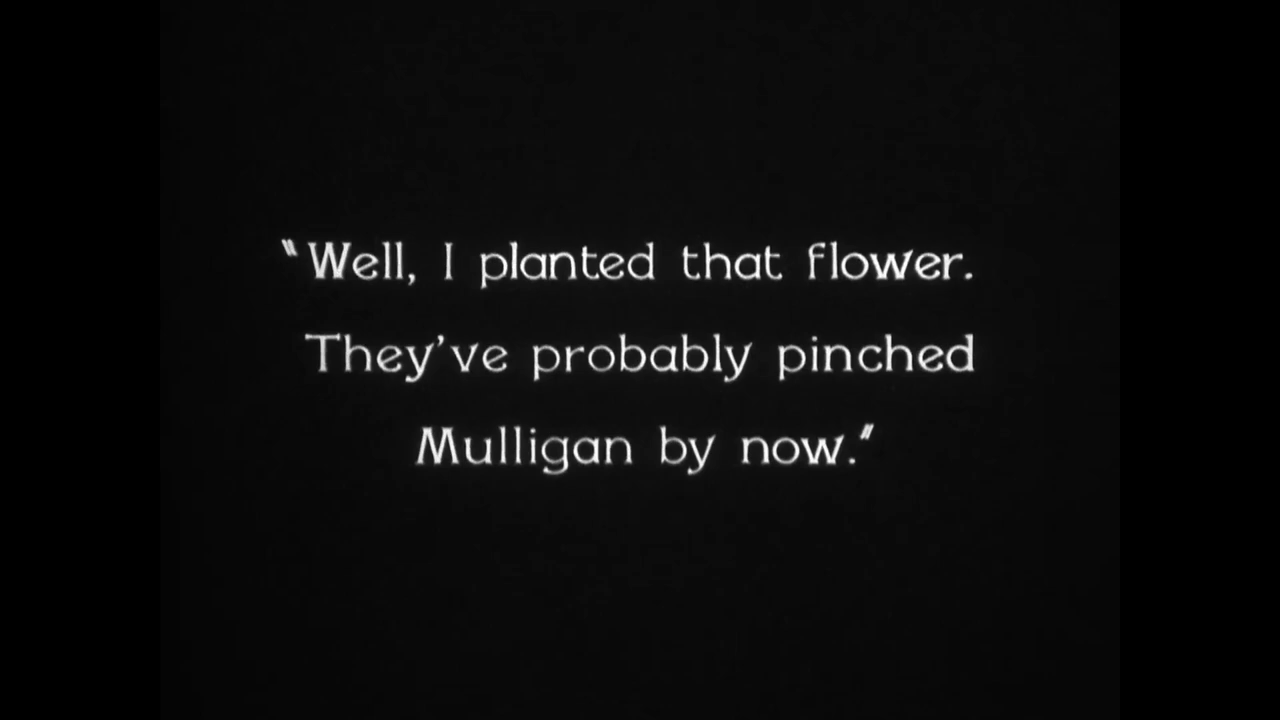 "Well, I planted that flower.
They've probably pinched
Mulligan by now."